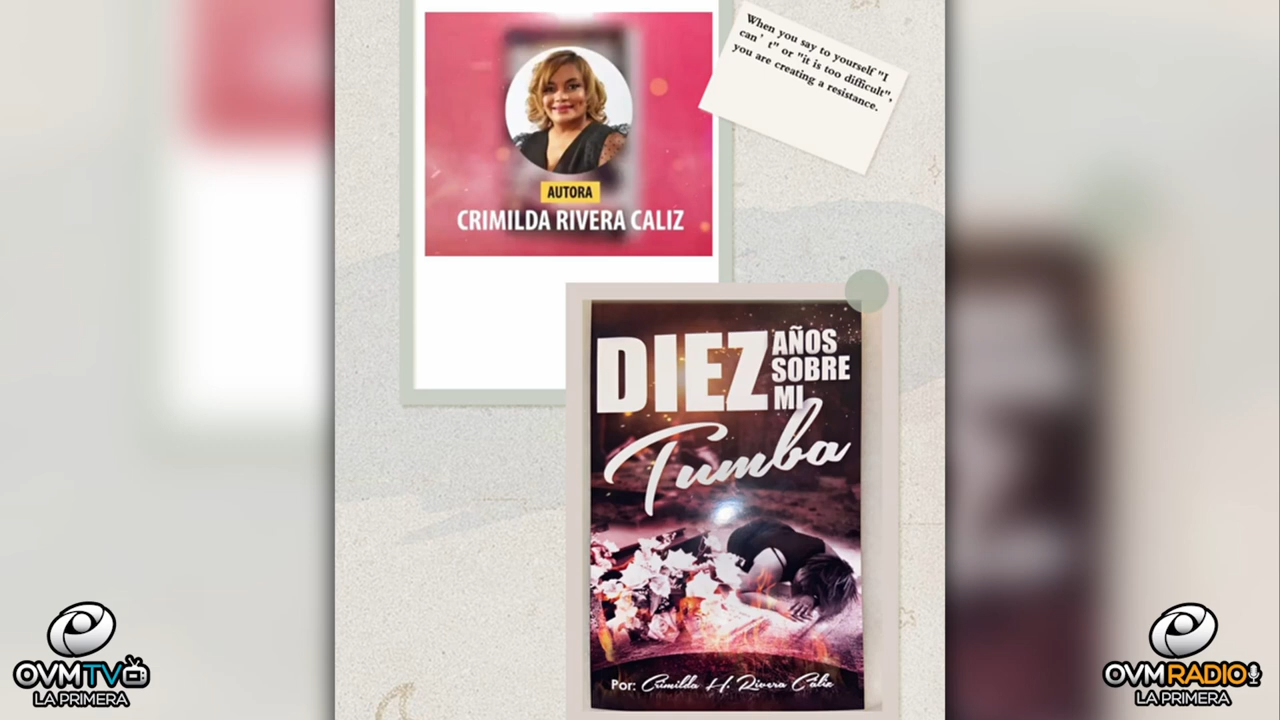 When you say to yourself "I
can ' t" or "it is too difficult",
you are creating a resistance.
AUTORA
CRIMILDA RIVERA CALIZ
DIEZ AÑOS
SOBRE
MI
Tumba
Por: Crimilda H. Rivera Caliz
OVMTV
LA PRIMERA
OVMRADIO
LA PRIMERA